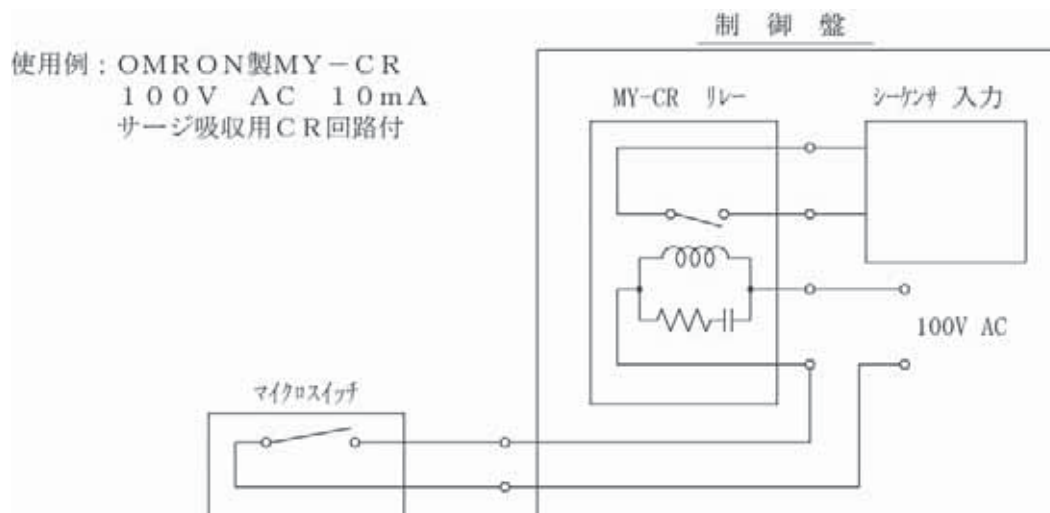 制 御 盤
使用例:OMRON製MY-CR
100V AC 10mA
サージ吸収用CR回路付
MY-CR リレー
シーケンサ 入力
100V AC
マイクロスイッチ